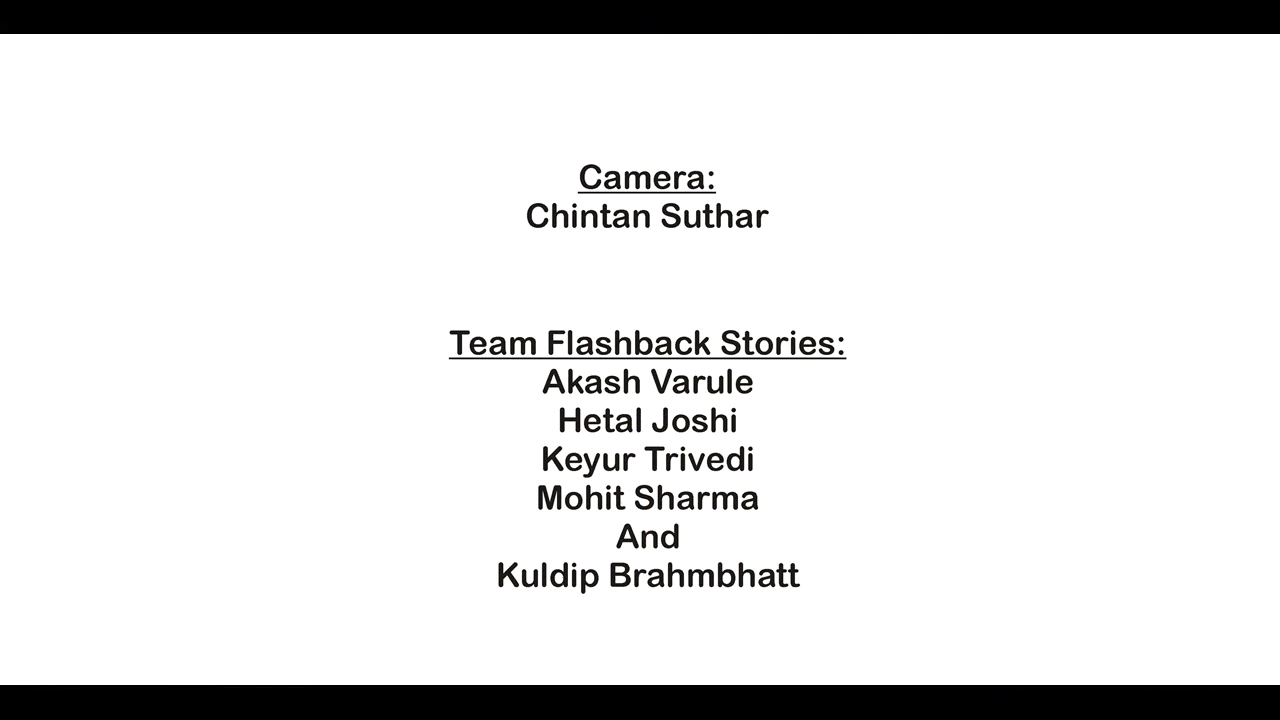 Camera:
Chintan Suthar
Team Flashback Stories:
Akash Varule
Hetal Joshi
Keyur Trivedi
Mohit Sharma
And
Kuldip Brahmbhatt